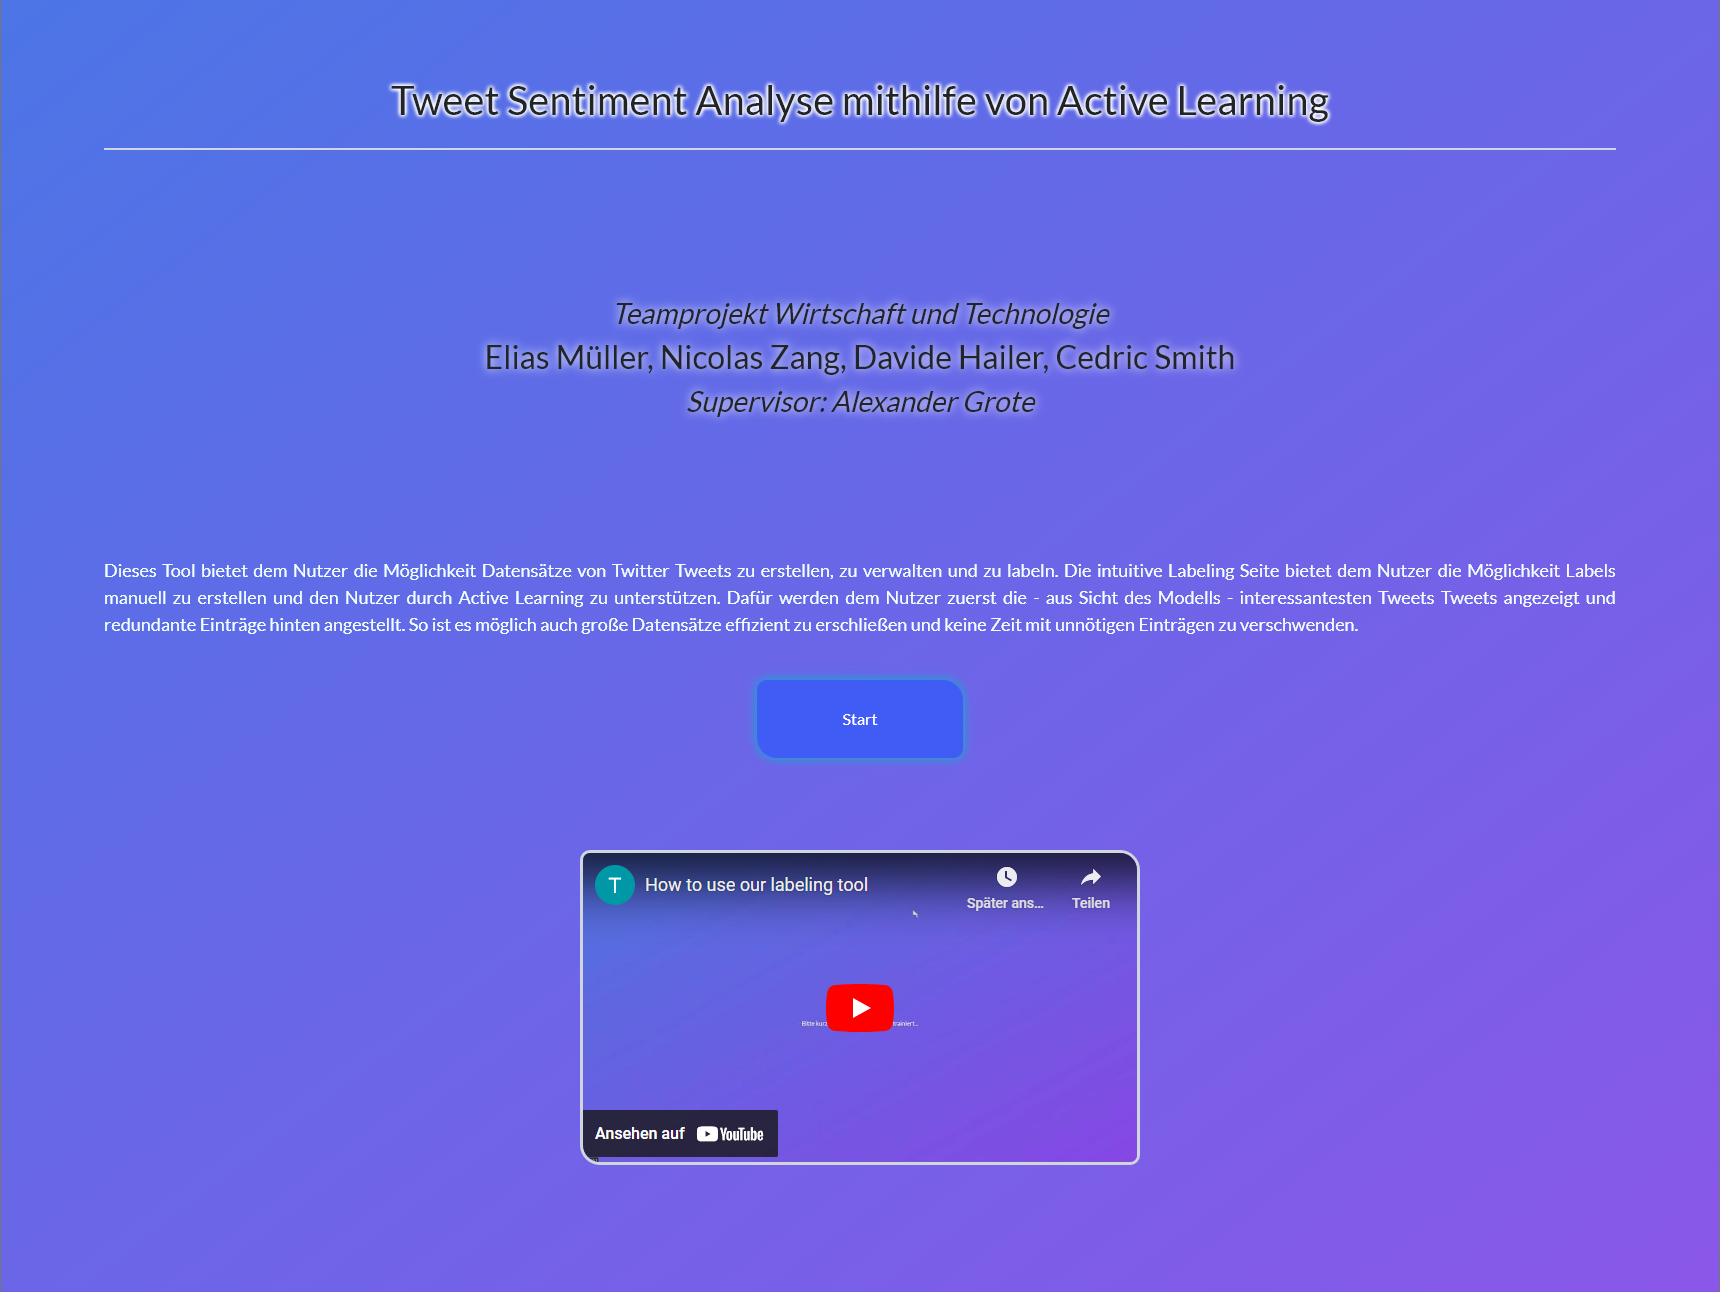 Tweet Sentiment Analyse mithilfe von Active Learning
Teamprojekt Wirtschaft und Technologie
Elias Müller, Nicolas Zang, Davide Hailer, Cedric Smith
Supervisor: Alexander Grote
Dieses Tool bietet dem Nutzer die Möglichkeit Datensätze von Twitter Tweets zu erstellen, zu verwalten und zu labeln. Die intuitive Labeling Seite bietet dem Nutzer die Möglichkeit Labels
manuell zu erstellen und den Nutzer durch Active Learning zu unterstützen. Dafür werden dem Nutzer zuerst die - aus Sicht des Modells - interessantesten Tweets Tweets angezeigt und
redundante Einträge hinten angestellt. So ist es möglich auch große Datensätze effizient zu erschließen und keine Zeit mit unnötigen Einträgen zu verschwenden.
Start
T How to use our labeling tool
Später ans... Teilen
Bitte kurz
Ansehen auf YouTube